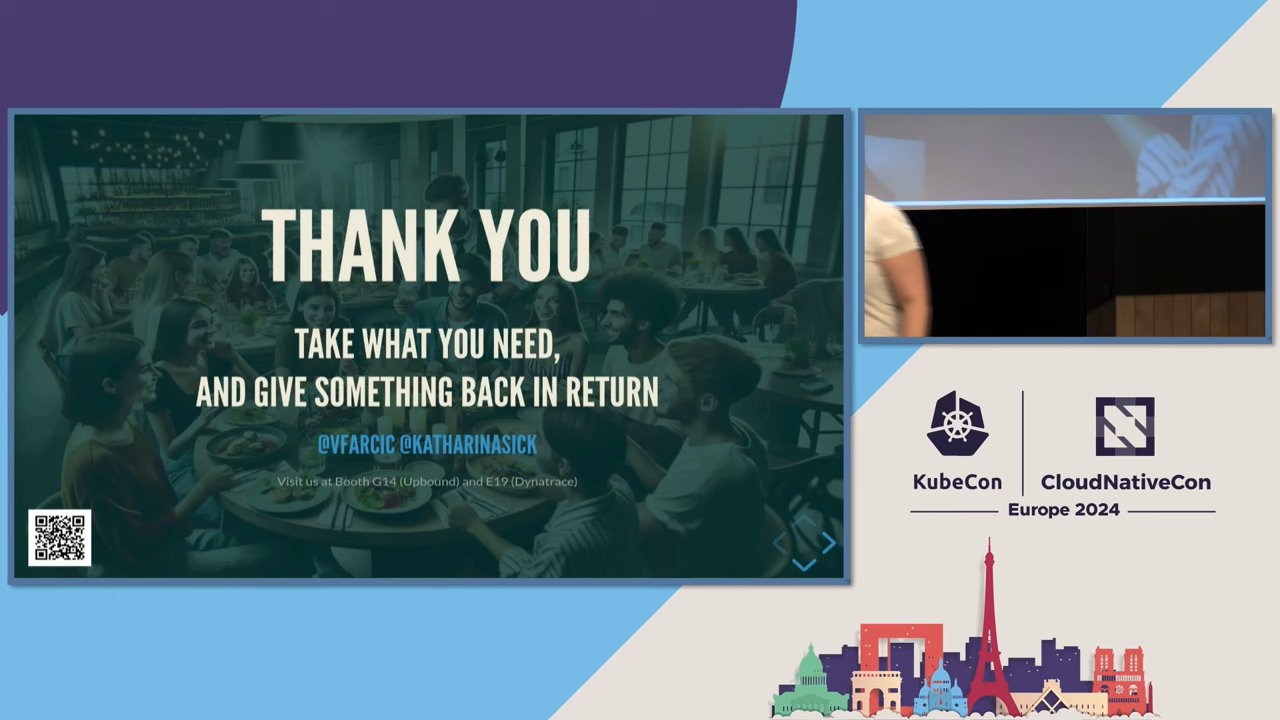 THANK YOU
TAKE WHAT YOU NEED,
AND GIVE SOMETHING BACK IN RETURN
@VFARCIC @KATHARINASICK
Visit us at Booth G14 (Upbound) and E19 (Dynatrace)
KubeCon
CloudNativeCon
Europe 2024